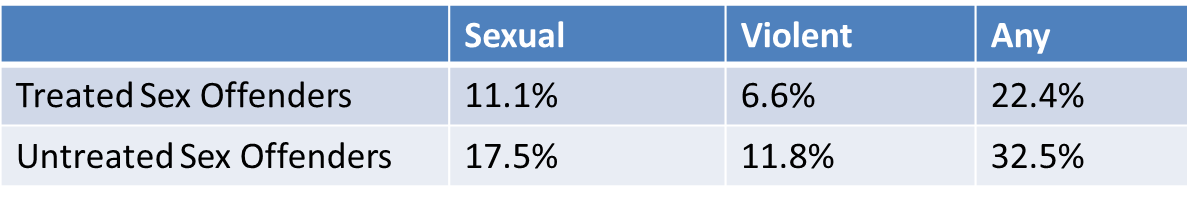 Sexual Violent Any
Treated Sex Offenders 11.1% 6.6% 22.4%
Untreated Sex Offenders 17.5% 11.8% 32.5%